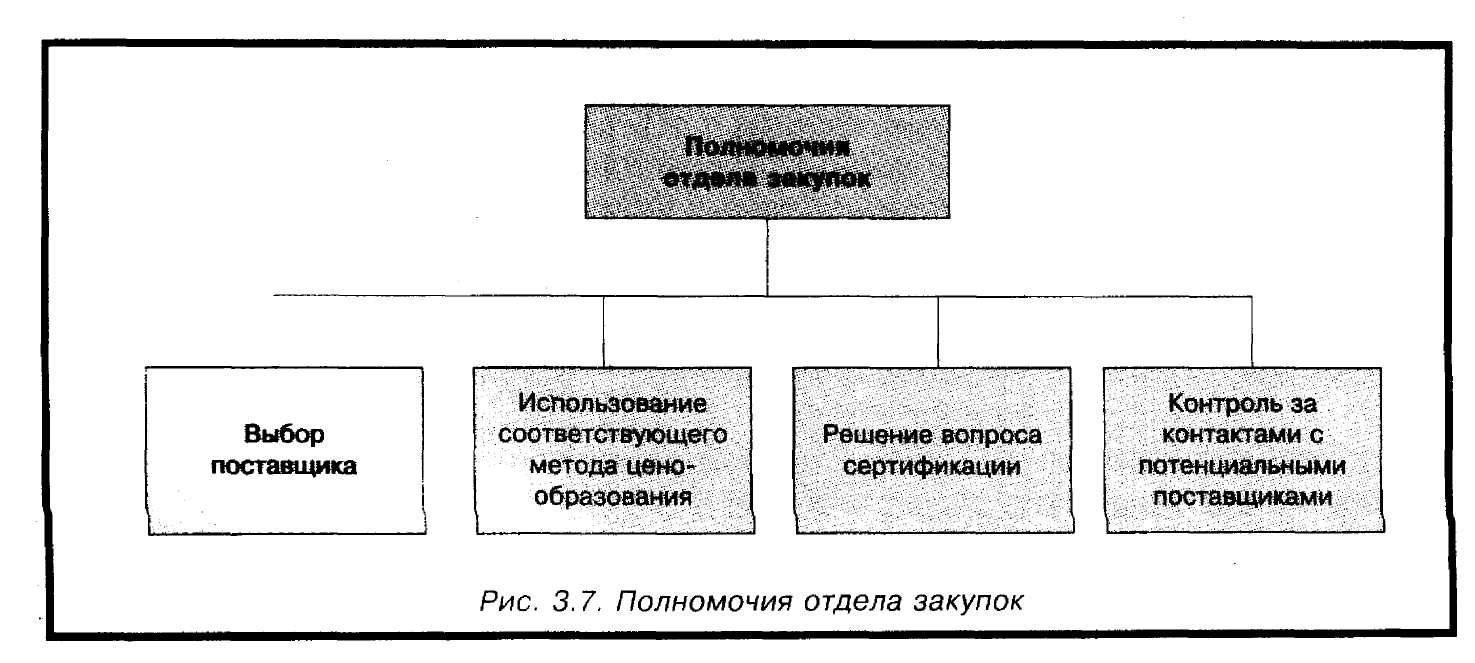 Полномочия
отдела закупок
Выбор
поставщика
Использование
соответствующего
метода цено-
образования
Решение вопроса
сертификации
Контроль за
контактами с
потенциальными
поставщиками
Рис. 3.7. Полномочия отдела закупок